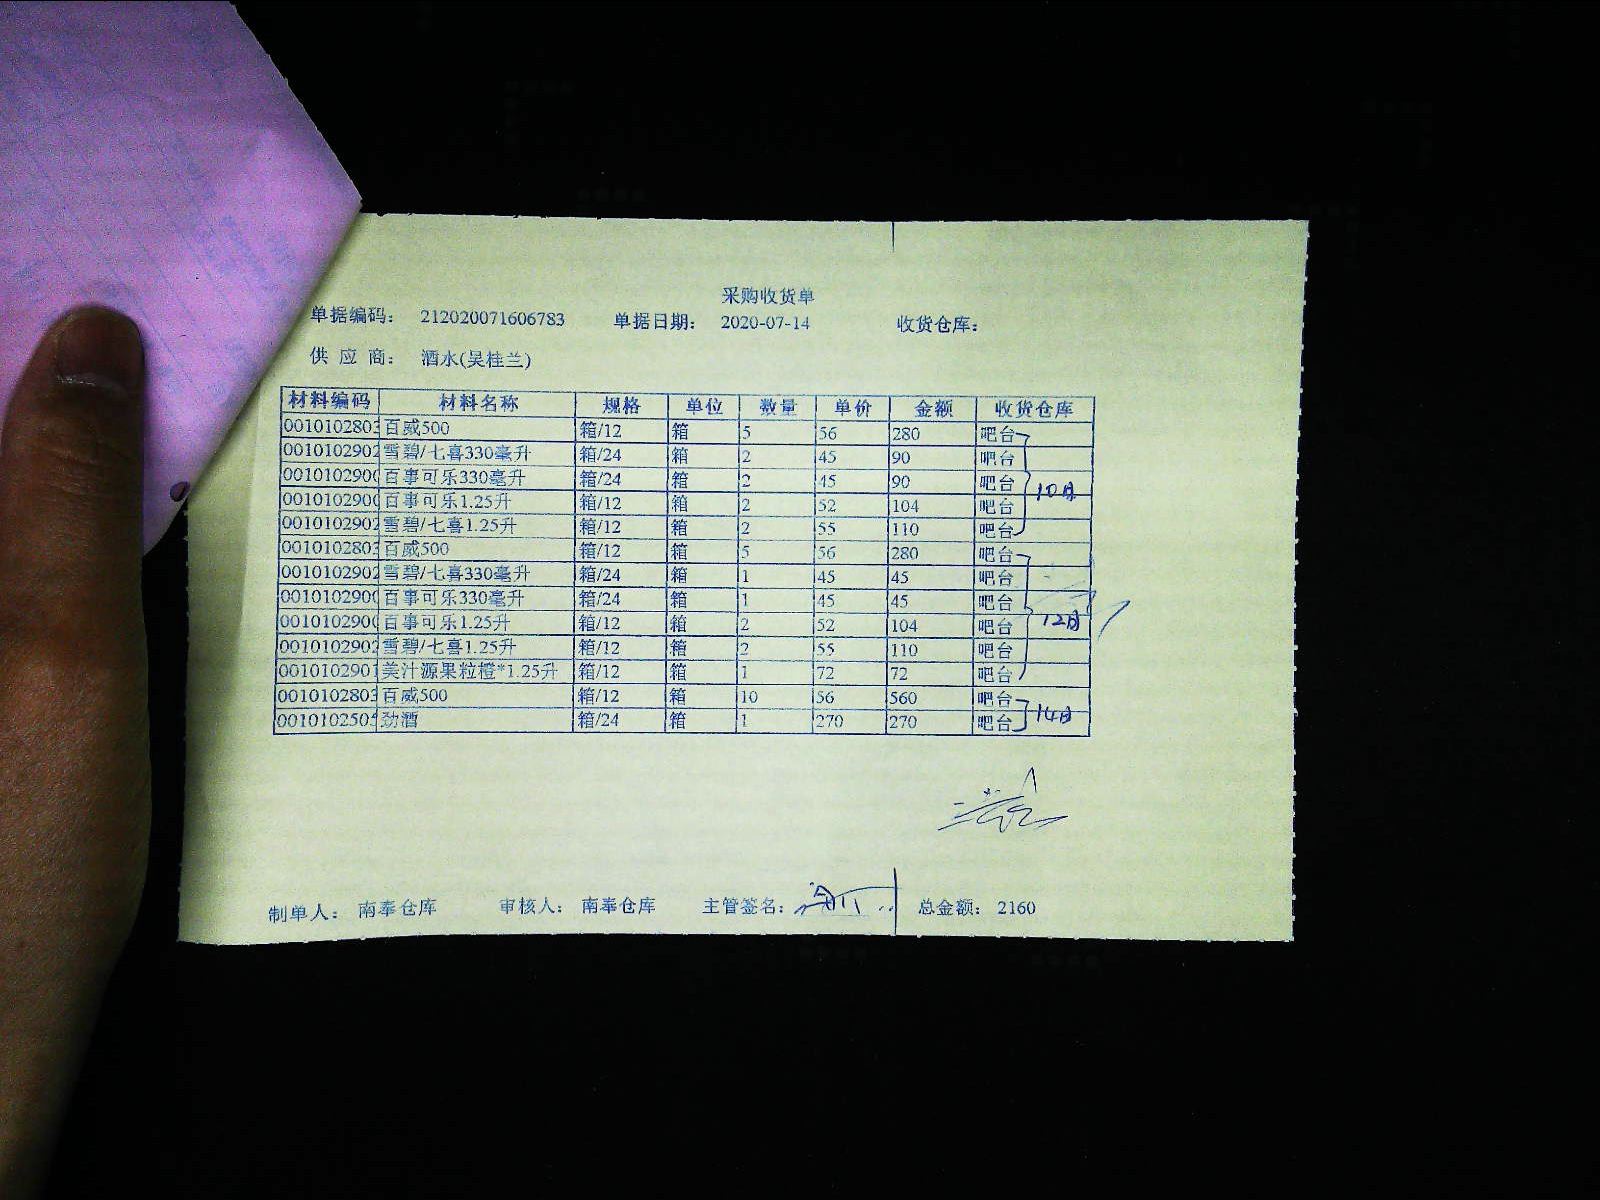 采购收货单
单据编码： 212020071606783 单据日期： 2020-07-14 收货仓库：
供 应 商： 酒水(吴桂兰)
材料编码 材料名称 规格 单位 数量 单价 金额 收货仓库
0010102803 百威500 箱/12 箱 5 56 280 吧台
0010102902 雪碧/七喜330毫升 箱/24 箱 2 45 90 吧台
001010290 百事可乐330毫升 箱/24 箱 2 45 90 吧台 10日
001010290 百事可乐1.25升 箱/12 箱 2 52 104 吧台
0010102902 雪碧/七喜1.25升 箱/12 箱 2 55 110 吧台
0010102803 百威500 箱/12 箱 5 56 280 吧台
0010102902 雪碧/七喜330毫升 箱/24 箱 1 45 45 吧台
001010290 百事可乐330毫升 箱/24 箱 1 45 45 吧台
001010290 百事可乐1.25升 箱/12 箱 2 52 104 吧台 12日
0010102902 雪碧/七喜1.25升 箱/12 箱 2 55 110 吧台
0010102901 美汁源果粒橙*1.25升 箱/12 箱 1 72 72 吧台
0010102803 百威500 箱/12 箱 10 56 560 吧台
001010250 劲酒 箱/24 箱 1 270 270 吧台 14日
制单人： 南奉仓库 审核人： 南奉仓库 主管签名： 总金额： 2160